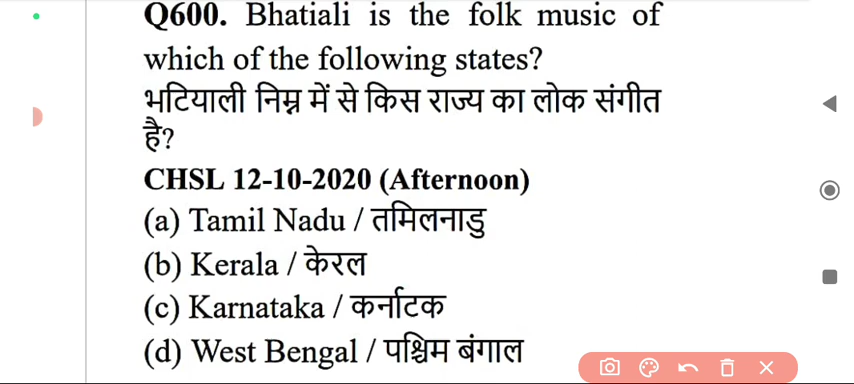 Q600. Bhatiali is the folk music of
which of the following states?
भटियाली निम्न में से किस राज्य का लोक संगीत
है?
CHSL 12-10-2020 (Afternoon)
(a) Tamil Nadu / तमिलनाडु
(b) Kerala / केरल
(c) Karnataka / कर्नाटक
(d) West Bengal / पश्चिम बंगाल